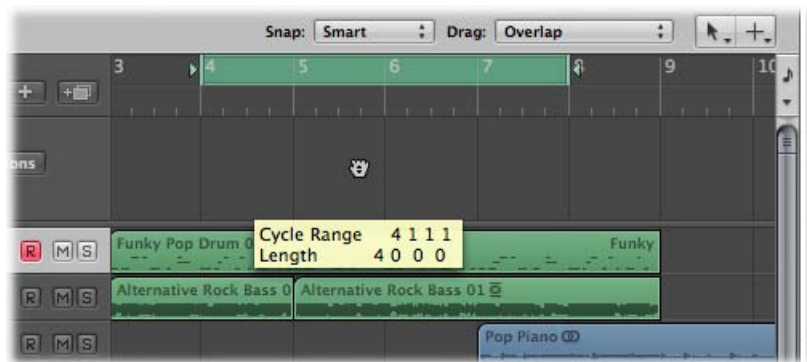 Snap: Smart Drag: Overlap
3 4 5 6 7 8 9 10
ons
R M S Funky Pop Drum 0 Funky
Cycle Range 4 1 1 1
Length 4 0 0 0
R M S Alternative Rock Bass 0 Alternative Rock Bass 01
R M S Pop Piano